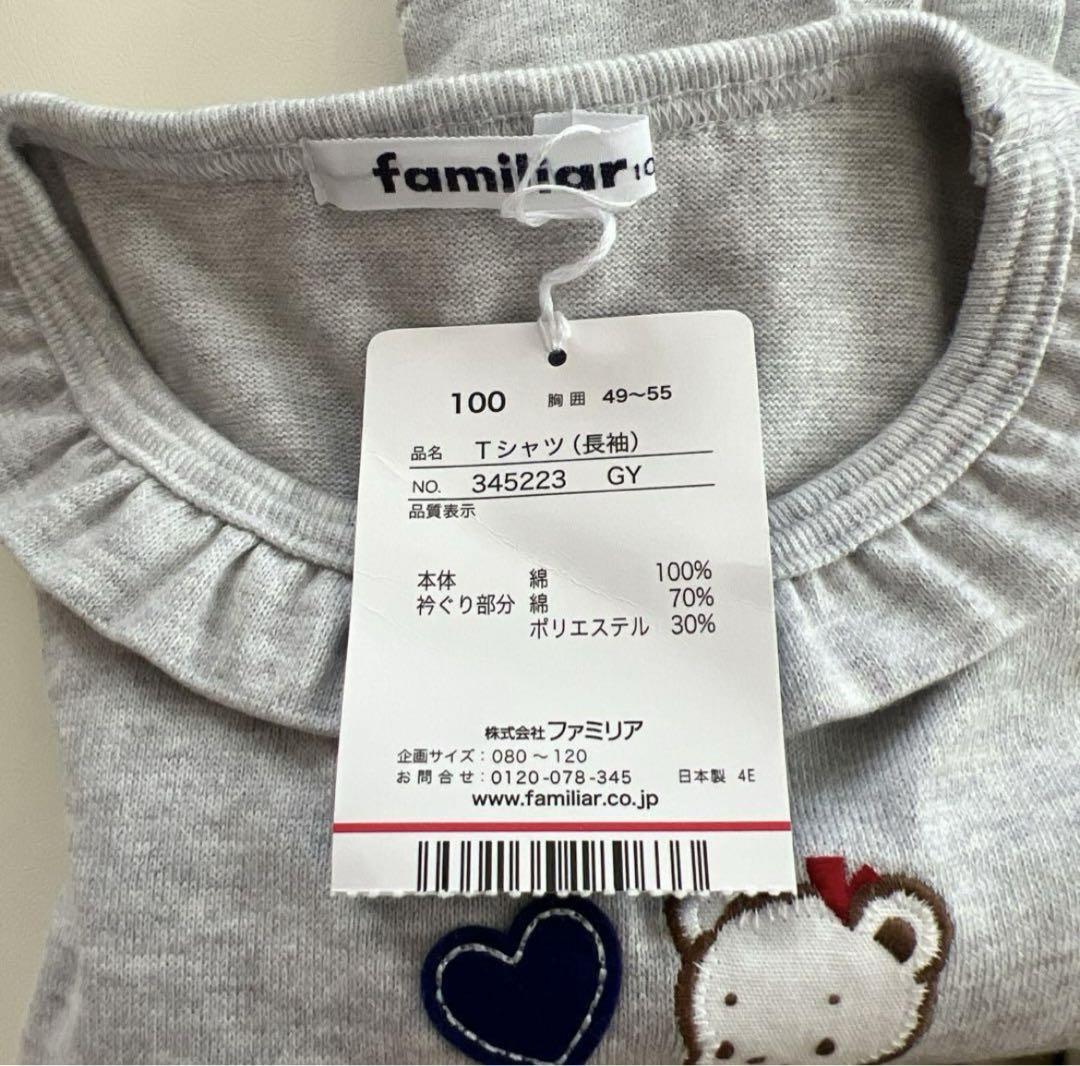 familiar 10
100 胸囲 49~55
品名 Tシャツ(長袖)
NO. 345223 GY
品質表示
本体 綿 100%
衿ぐり部分 綿 70%
ポリエステル 30%
株式会社ファミリア
企画サイズ:080~120
お問合せ:0120-078-345 日本製 4E
www.familiar.co.jp